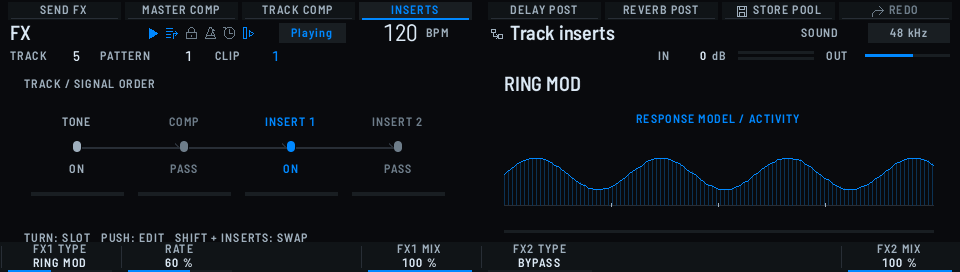 SEND FX MASTER COMP TRACK COMP INSERTS DELAY POST REVERB POST STORE POOL REDO
FX Playing 120 BPM Track inserts SOUND 48 kHz
TRACK 5 PATTERN 1 CLIP 1 IN 0 dB OUT
TRACK / SIGNAL ORDER RING MOD
RESPONSE MODEL / ACTIVITY
TONE COMP INSERT 1 INSERT 2
ON PASS ON PASS
TURN: SLOT PUSH: EDIT SHIFT + INSERTS: SWAP
FX1 TYPE RATE FX1 MIX FX2 TYPE FX2 MIX
RING MOD 60 % 100 % BYPASS 100 %